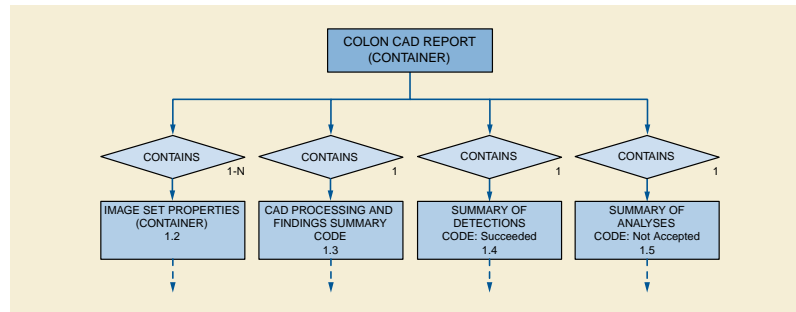 COLON CAD REPORT
(CONTAINER)
CONTAINS
CONTAINS
CONTAINS
CONTAINS
1-N
1
1
1
IMAGE SET PROPERTIES
(CONTAINER)
1.2
CAD PROCESSING AND
FINDINGS SUMMARY
CODE
1.3
SUMMARY OF
DETECTIONS
CODE: Succeeded
1.4
SUMMARY OF
ANALYSES
CODE: Not Accepted
1.5